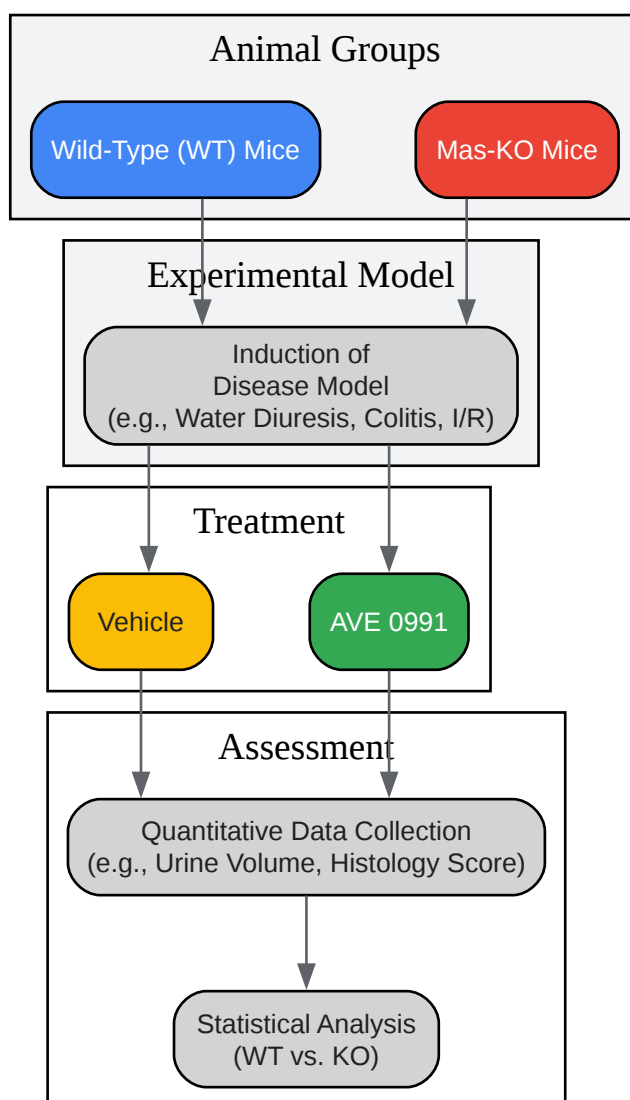 Animal Groups
Wild-Type (WT) Mice
Mas-KO Mice
Experimental Model
Induction of
Disease Model
(e.g., Water Diuresis, Colitis, I/R)
Treatment
Vehicle
AVE 0991
Assessment
Quantitative Data Collection
(e.g., Urine Volume, Histology Score)
Statistical Analysis
(WT vs. KO)